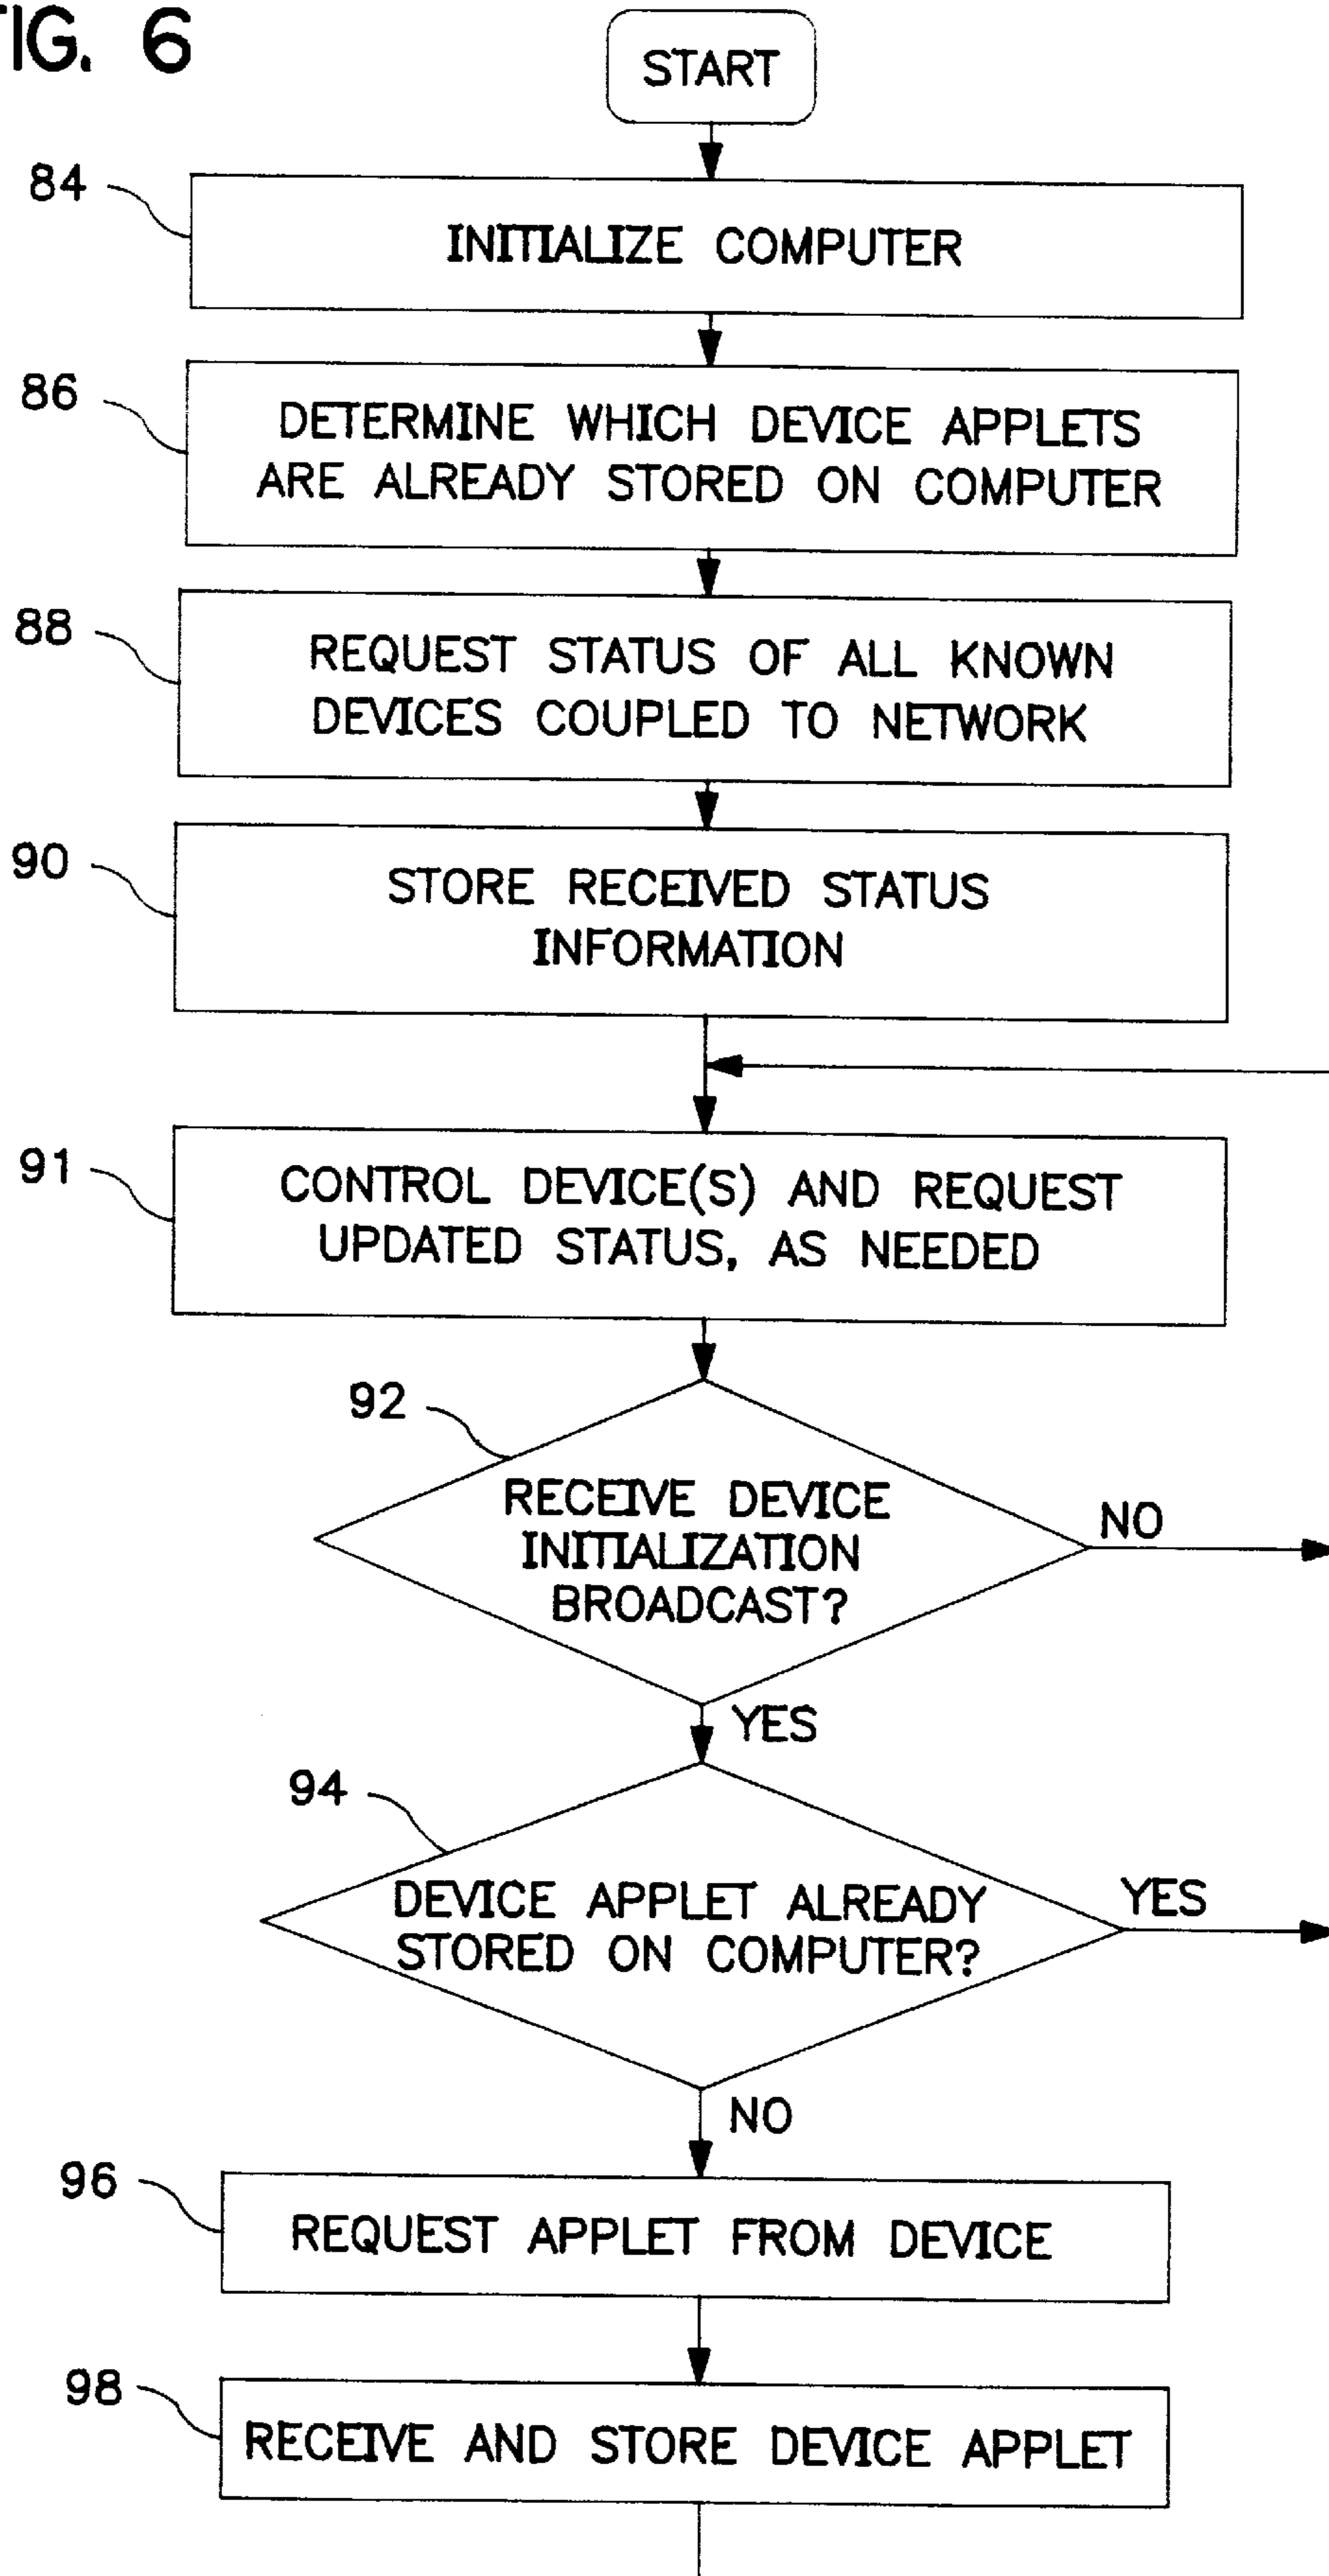 FIG. 6
START
84
INITIALIZE COMPUTER
86
DETERMINE WHICH DEVICE APPLETS
ARE ALREADY STORED ON COMPUTER
88
REQUEST STATUS OF ALL KNOWN
DEVICES COUPLED TO NETWORK
90
STORE RECEIVED STATUS
INFORMATION
91
CONTROL DEVICE(S) AND REQUEST
UPDATED STATUS, AS NEEDED
92
RECEIVE DEVICE
INITIALIZATION
BROADCAST?
NO
YES
94
DEVICE APPLET ALREADY
STORED ON COMPUTER?
YES
NO
96
REQUEST APPLET FROM DEVICE
98
RECEIVE AND STORE DEVICE APPLET